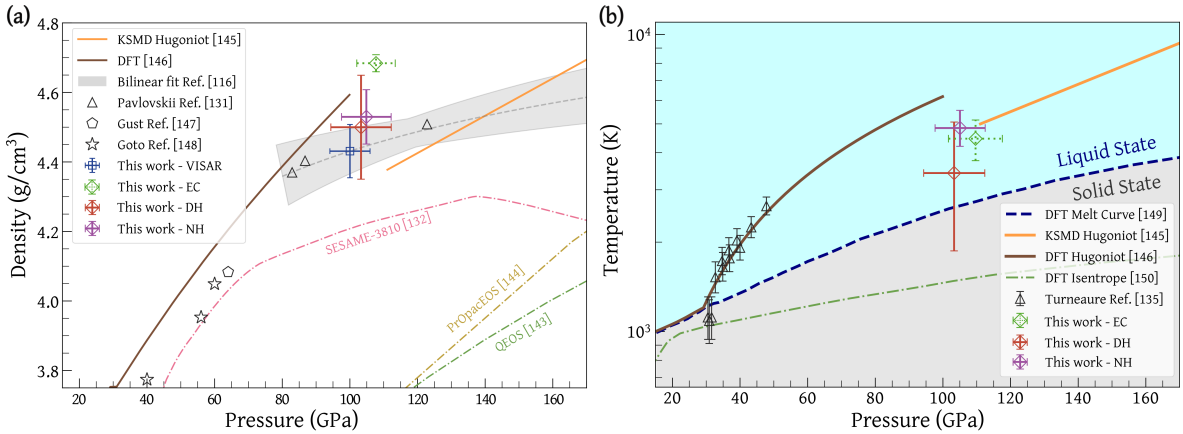 (a)
4.8
4.6
4.4
4.2
4.0
3.8
Density (g/cm³)
KSMD Hugoniot [145]
DFT [146]
Bilinear fit Ref. [116]
Pavlovskii Ref. [131]
Gust Ref. [147]
Goto Ref. [148]
This work - VISAR
This work - EC
This work - DH
This work - NH
SESAME-3810 [132]
PrOpacEOS [144]
QEOS [143]
20 40 60 80 100 120 140 160
Pressure (GPa)
(b)
10⁴
10³
Temperature (K)
Liquid State
Solid State
DFT Melt Curve [149]
KSMD Hugoniot [145]
DFT Hugoniot [146]
DFT Isentrope [150]
Turneaure Ref. [135]
This work - EC
This work - DH
This work - NH
20 40 60 80 100 120 140 160
Pressure (GPa)